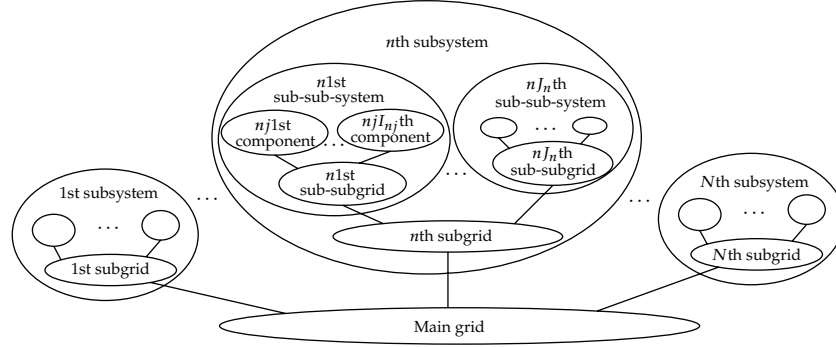 nth subsystem
n1st
sub-sub-system
nJₙth
sub-sub-system
nj1st
component
...
njIₙⱼth
component
...
n1st
sub-subgrid
...
nJₙth
sub-subgrid
1st subsystem
...
...
...
Nth subsystem
...
nth subgrid
1st subgrid
Nth subgrid
Main grid